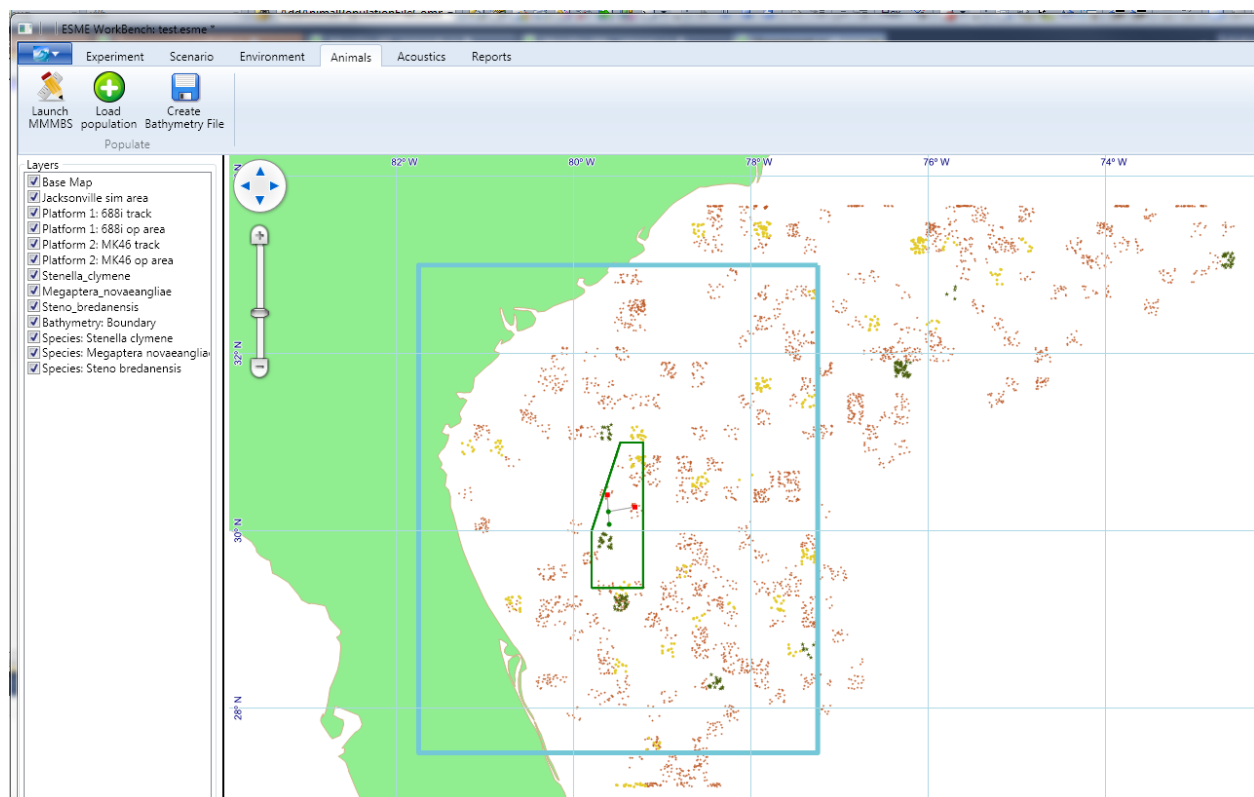 ESME WorkBench: test.esme *
Experiment Scenario Environment Animals Acoustics Reports
Launch MMMBS
Load population
Create Bathymetry File
Populate
Layers
Base Map
Jacksonville sim area
Platform 1: 688i track
Platform 1: 688i op area
Platform 2: MK46 track
Platform 2: MK46 op area
Stenella_clymene
Megaptera_novaeangliae
Steno_bredanensis
Bathymetry: Boundary
Species: Stenella clymene
Species: Megaptera novaeangliae
Species: Steno bredanensis
82° W 80° W 78° W 76° W 74° W
32° N
30° N
28° N